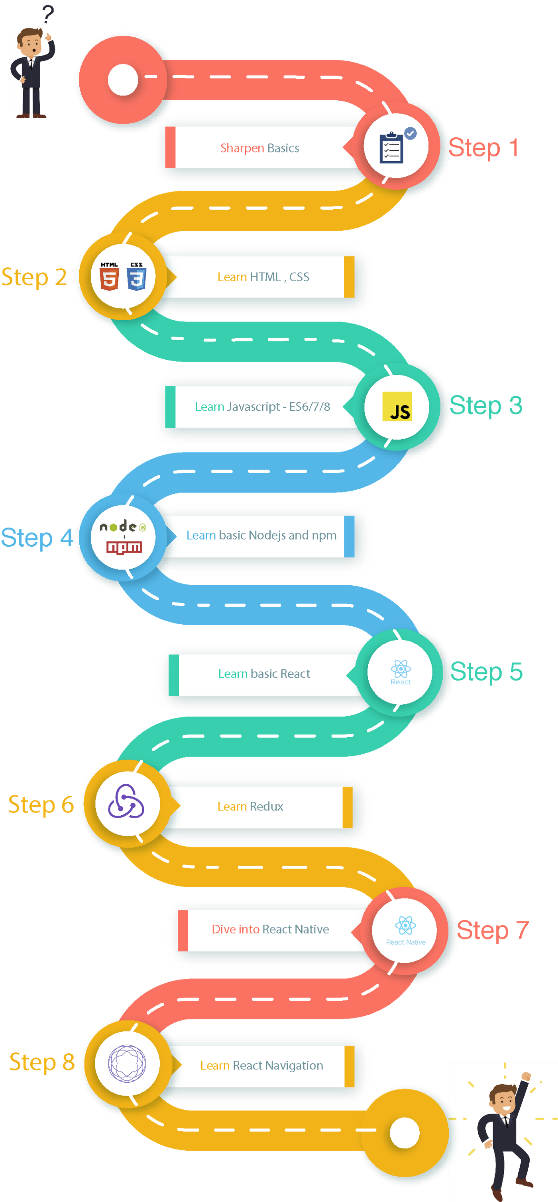 ?
Sharpen Basics
Step 1
HTML CSS
5 3
Step 2
Learn HTML , CSS
Learn Javascript - ES6/7/8
JS
Step 3
node
+
npm
Step 4
Learn basic Nodejs and npm
Learn basic React
React
Step 5
Step 6
Learn Redux
Dive into React Native
React Native
Step 7
Step 8
Learn React Navigation